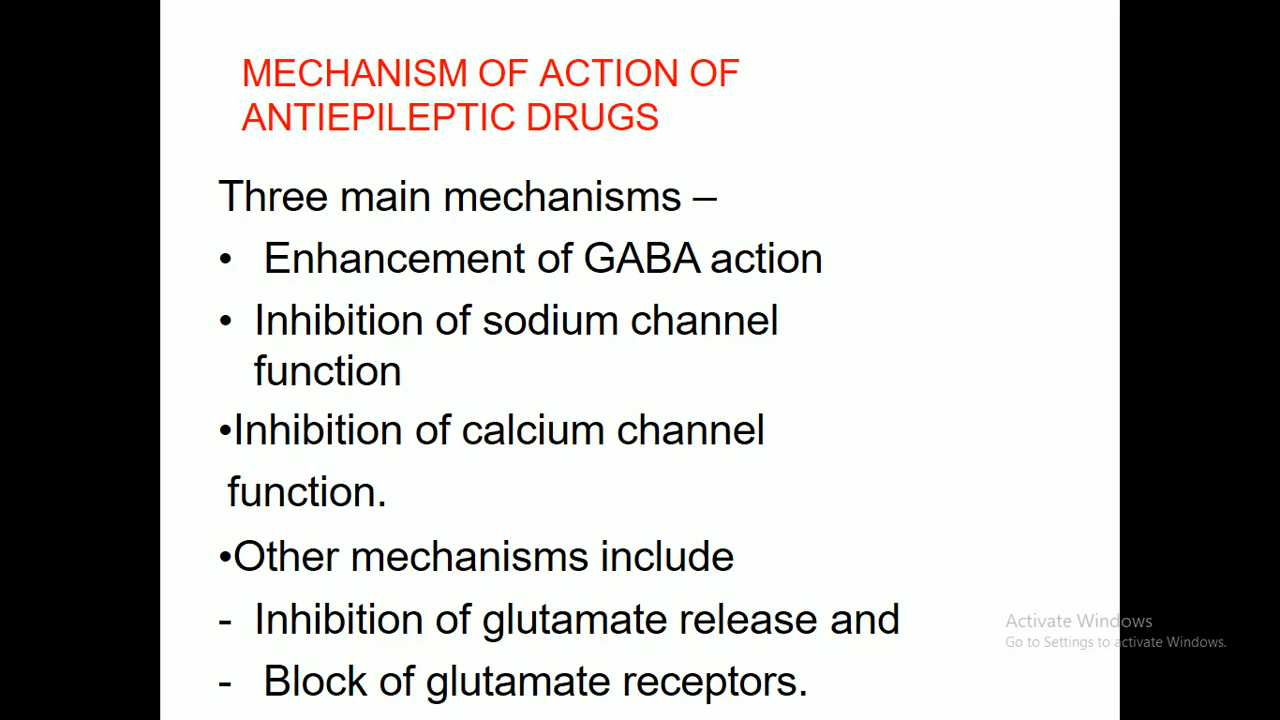 MECHANISM OF ACTION OF
ANTIEPILEPTIC DRUGS
Three main mechanisms –
• Enhancement of GABA action
• Inhibition of sodium channel
function
•Inhibition of calcium channel
function.
•Other mechanisms include
- Inhibition of glutamate release and
- Block of glutamate receptors.
Activate Windows
Go to Settings to activate Windows.